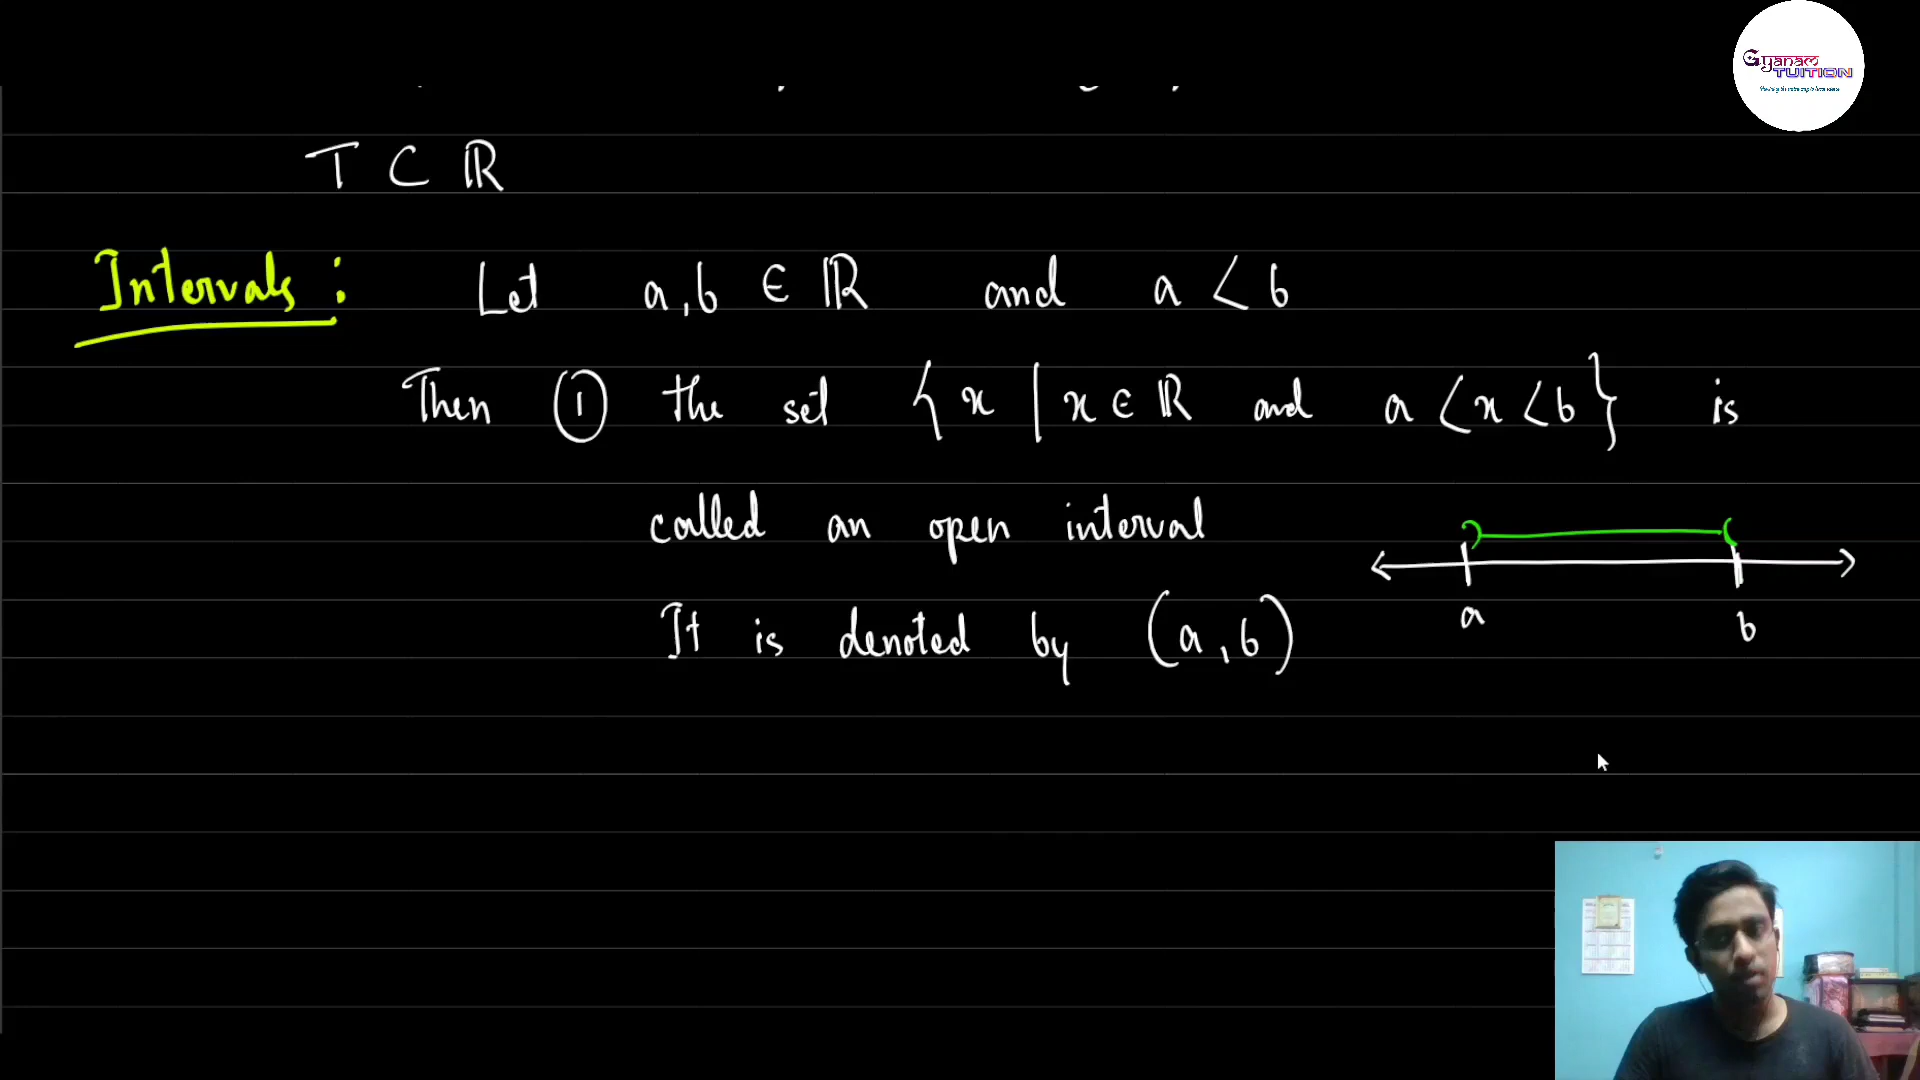 Gyanam
TUITION
T ⊂ ℝ
Intervals : Let a, b ∈ ℝ and a < b
Then ① the set { x | x ∈ ℝ and a < x < b } is
called an open interval
It is denoted by (a, b)
a b